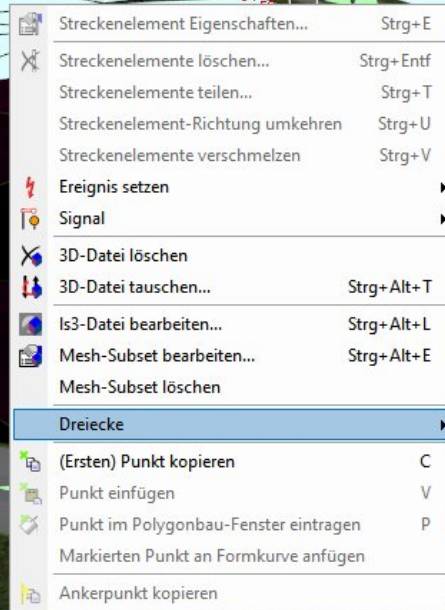 Streckenelement Eigenschaften... Strg+E
Streckenelemente löschen... Strg+Entf
Streckenelemente teilen... Strg+T
Streckenelement-Richtung umkehren Strg+U
Streckenelemente verschmelzen Strg+V
Ereignis setzen
Signal
3D-Datei löschen
3D-Datei tauschen... Strg+Alt+T
ls3-Datei bearbeiten... Strg+Alt+L
Mesh-Subset bearbeiten... Strg+Alt+E
Mesh-Subset löschen
Dreiecke
(Ersten) Punkt kopieren C
Punkt einfügen V
Punkt im Polygonbau-Fenster eintragen P
Markierten Punkt an Formkurve anfügen
Ankerpunkt kopieren